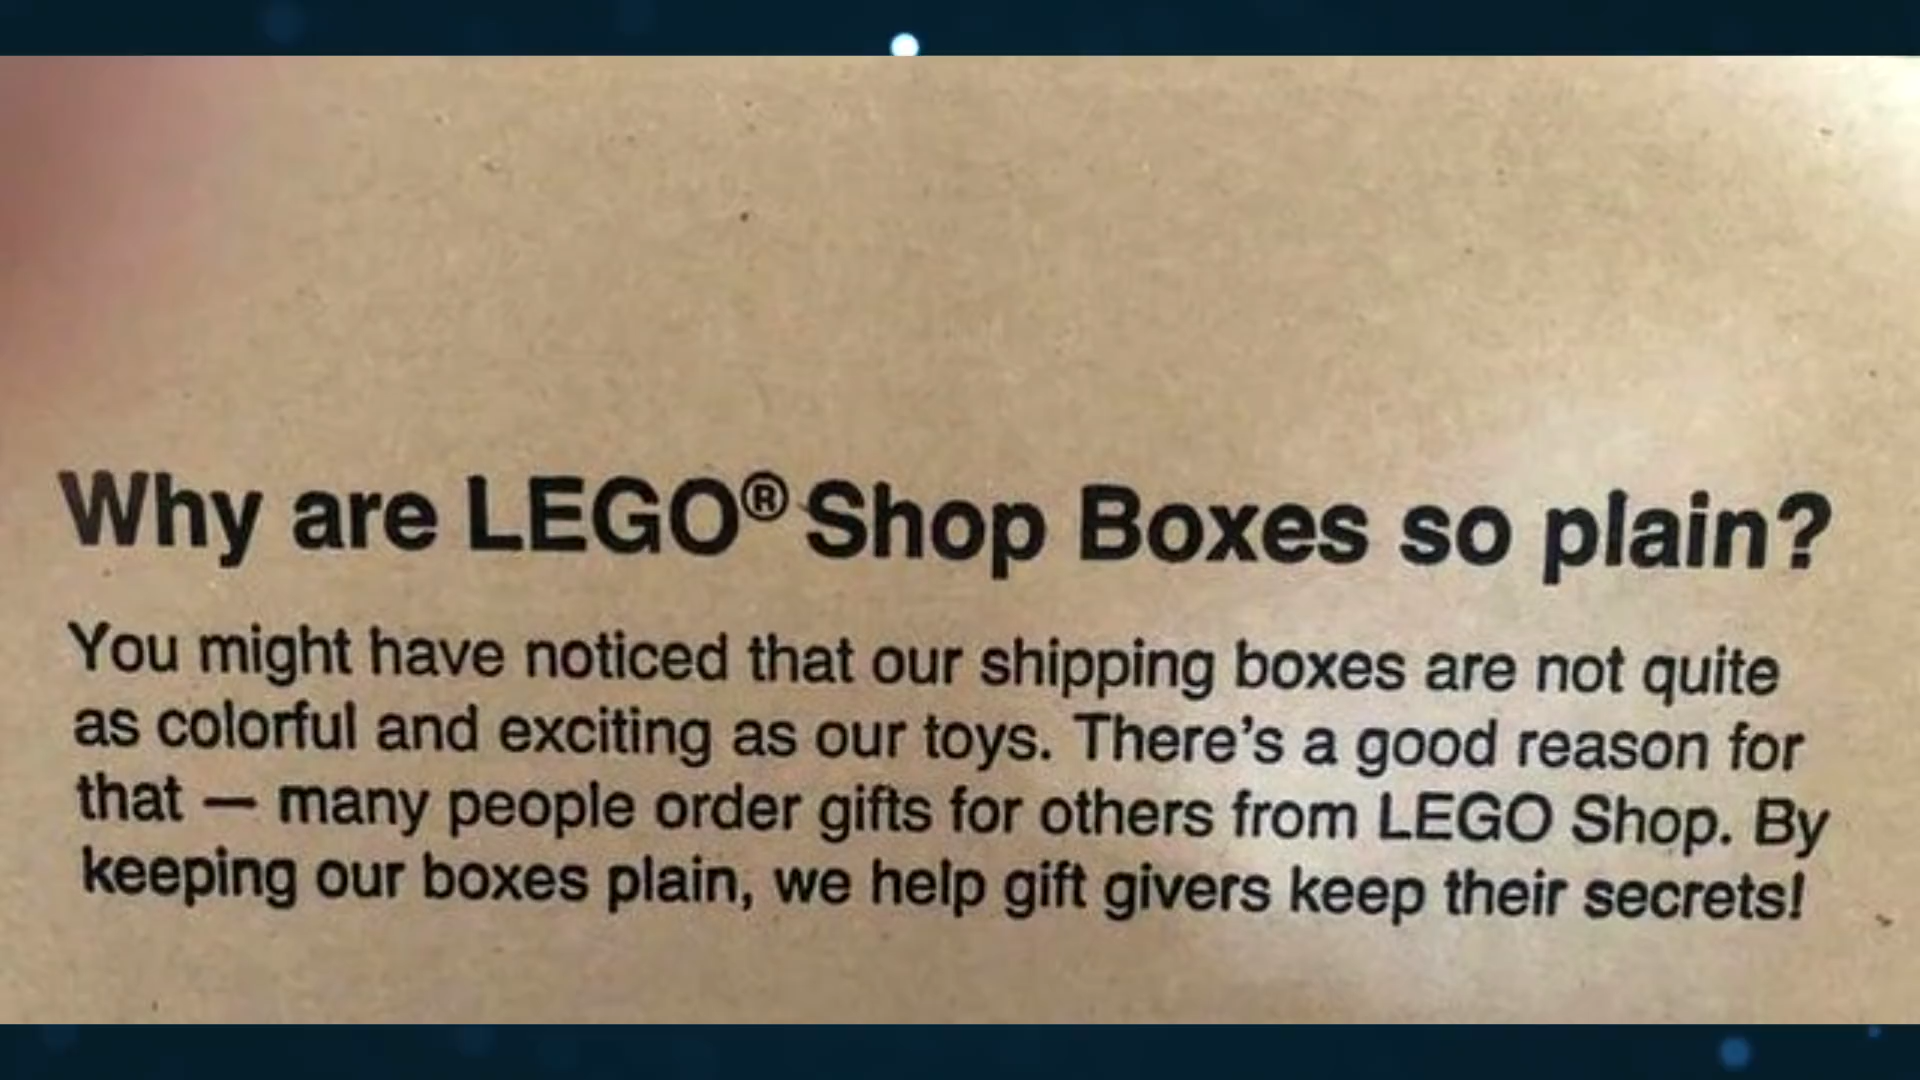 Why are LEGO® Shop Boxes so plain?
You might have noticed that our shipping boxes are not quite
as colorful and exciting as our toys. There’s a good reason for
that — many people order gifts for others from LEGO Shop. By
keeping our boxes plain, we help gift givers keep their secrets!